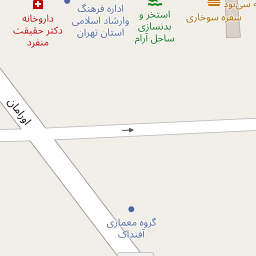 داروخانه
دکتر حقیقت
منفرد
اداره فرهنگ
وارشاد اسلامی
استان تهران
استخر و
بدنسازی
ساحل آرام
سفره سوخاری
اورامان
گروه معماری
آفتداک